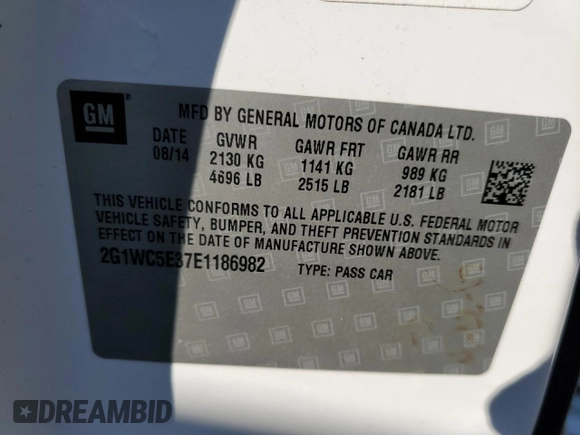 GM ®
MFD BY GENERAL MOTORS OF CANADA LTD.
DATE GVWR GAWR FRT GAWR RR
08/14 2130 KG 1141 KG 989 KG
4696 LB 2515 LB 2181 LB
THIS VEHICLE CONFORMS TO ALL APPLICABLE U.S. FEDERAL MOTOR
VEHICLE SAFETY, BUMPER, AND THEFT PREVENTION STANDARDS IN
EFFECT ON THE DATE OF MANUFACTURE SHOWN ABOVE.
2G1WC5E37E1186982 TYPE: PASS CAR
DREAMBID